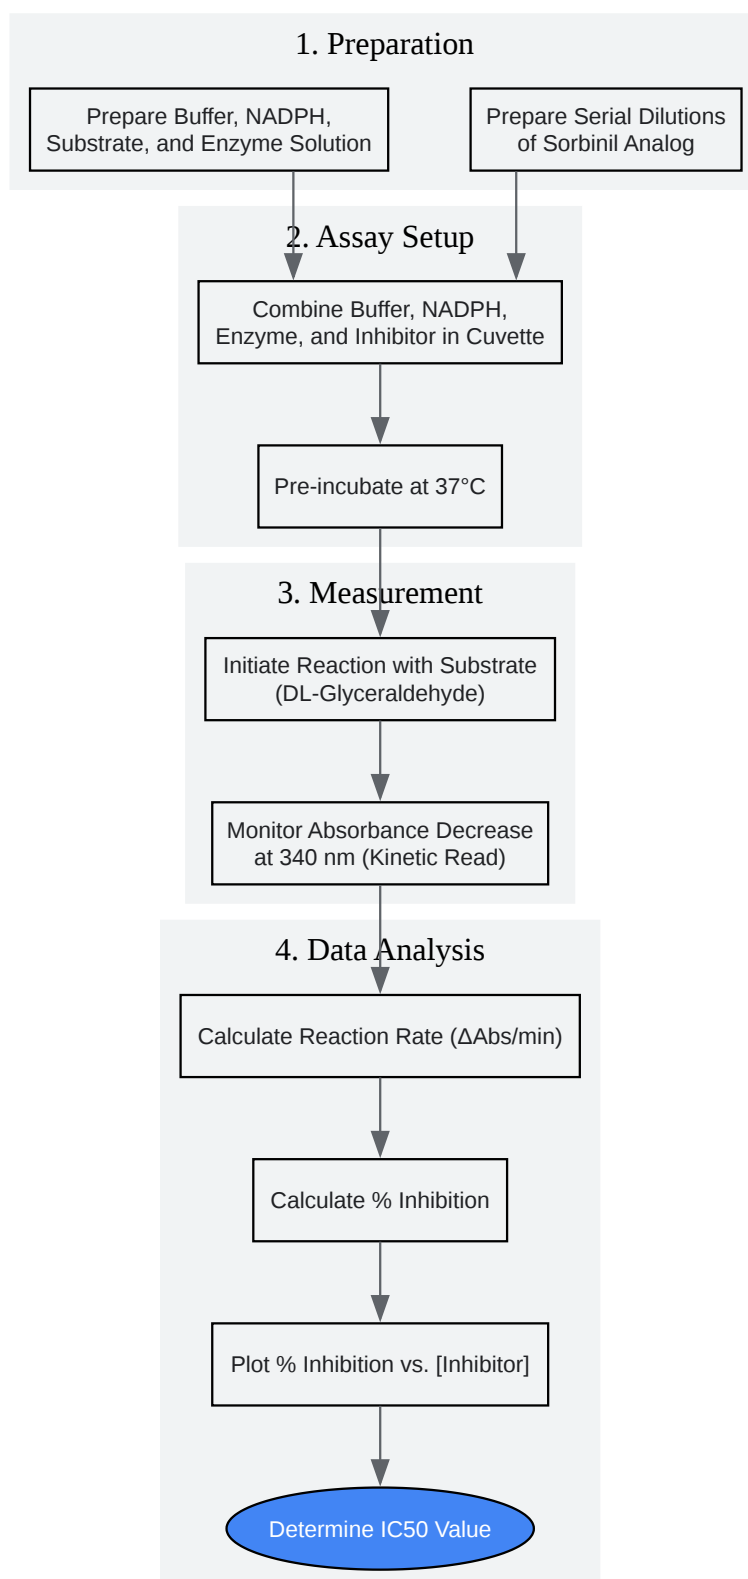 1. Preparation
Prepare Buffer, NADPH,
Substrate, and Enzyme Solution
Prepare Serial Dilutions
of Sorbinil Analog
2. Assay Setup
Combine Buffer, NADPH,
Enzyme, and Inhibitor in Cuvette
Pre-incubate at 37°C
3. Measurement
Initiate Reaction with Substrate
(DL-Glyceraldehyde)
Monitor Absorbance Decrease
at 340 nm (Kinetic Read)
4. Data Analysis
Calculate Reaction Rate (ΔAbs/min)
Calculate % Inhibition
Plot % Inhibition vs. [Inhibitor]
Determine IC50 Value